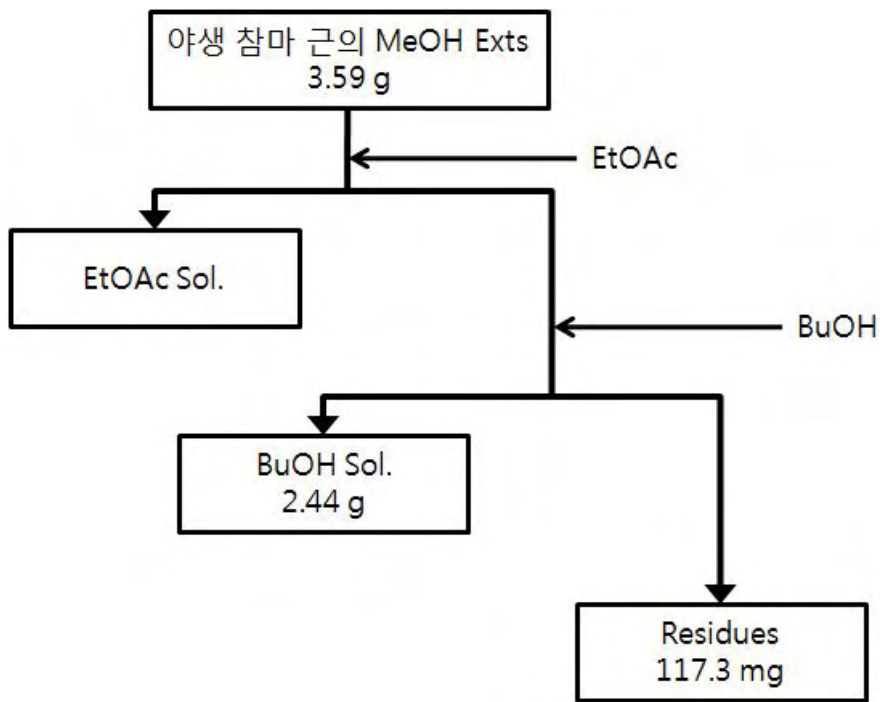 야생 참마 근의 MeOH Exts
3.59 g
EtOAc
EtOAc Sol.
BuOH
BuOH Sol.
2.44 g
Residues
117.3 mg